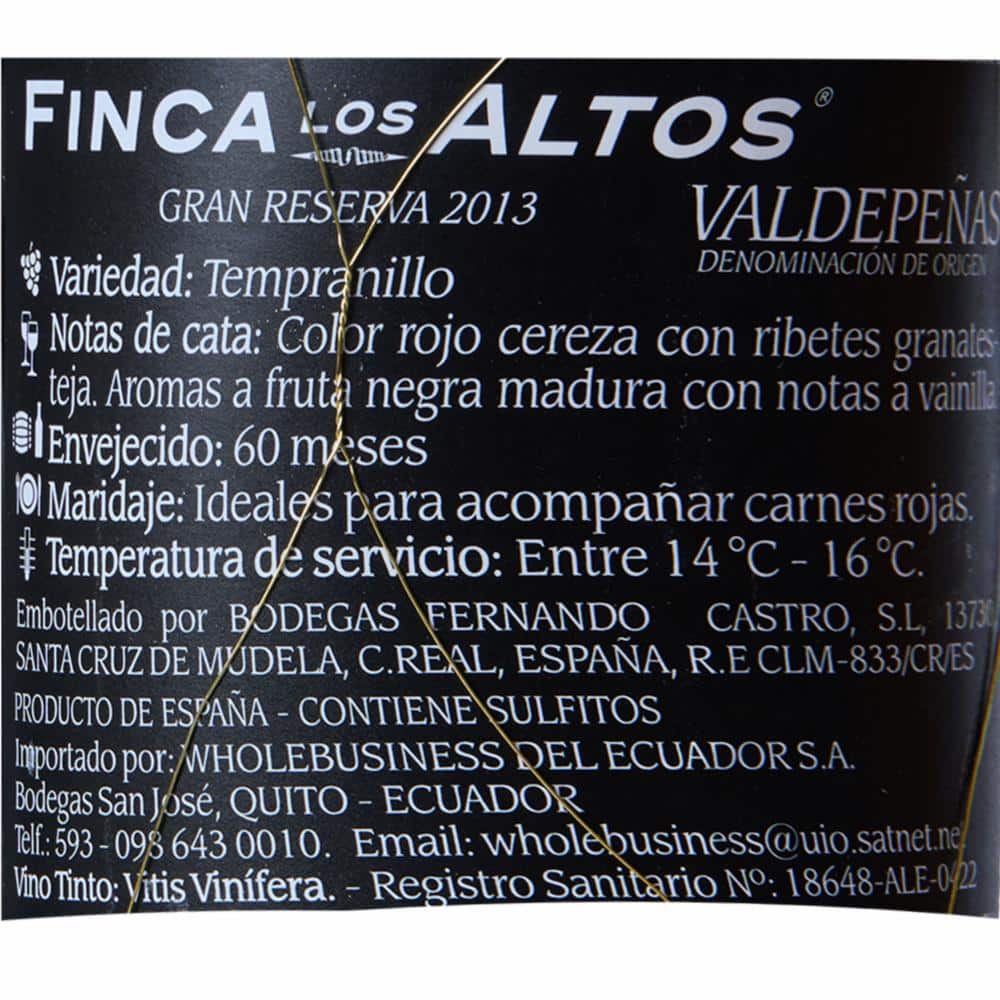 FINCA LOS ALTOS®
GRAN RESERVA 2013
VALDEPEÑAS
DENOMINACIÓN DE ORIGEN
Variedad: Tempranillo
Notas de cata: Color rojo cereza con ribetes granates-
teja. Aromas a fruta negra madura con notas a vainilla
Envejecido: 60 meses
Maridaje: Ideales para acompañar carnes rojas.
Temperatura de servicio: Entre 14 °C - 16 °C.
Embotellado por BODEGAS FERNANDO CASTRO, S.L, 13730
SANTA CRUZ DE MUDELA, C.REAL, ESPAÑA, R.E CLM-833/CR/ES
PRODUCTO DE ESPAÑA - CONTIENE SULFITOS
Importado por: WHOLEBUSINESS DEL ECUADOR S.A.
Bodegas San José, QUITO - ECUADOR
Telf.: 593 - 098 643 0010. Email: wholebusiness@uio.satnet.net
Vino Tinto: Vitis Vinífera. - Registro Sanitario Nº: 18648-ALE-0422